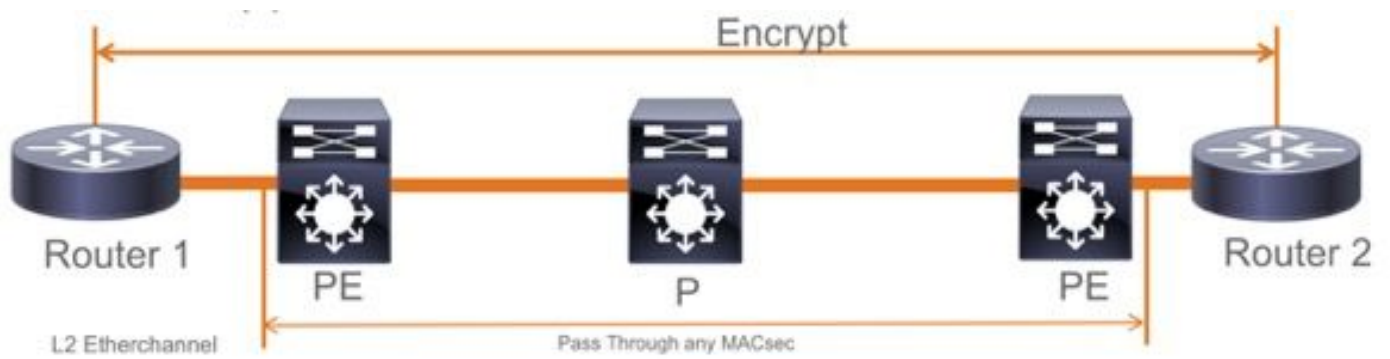 Encrypt
Router 1
PE
P
PE
Router 2
L2 Etherchannel
Pass Through any MACsec